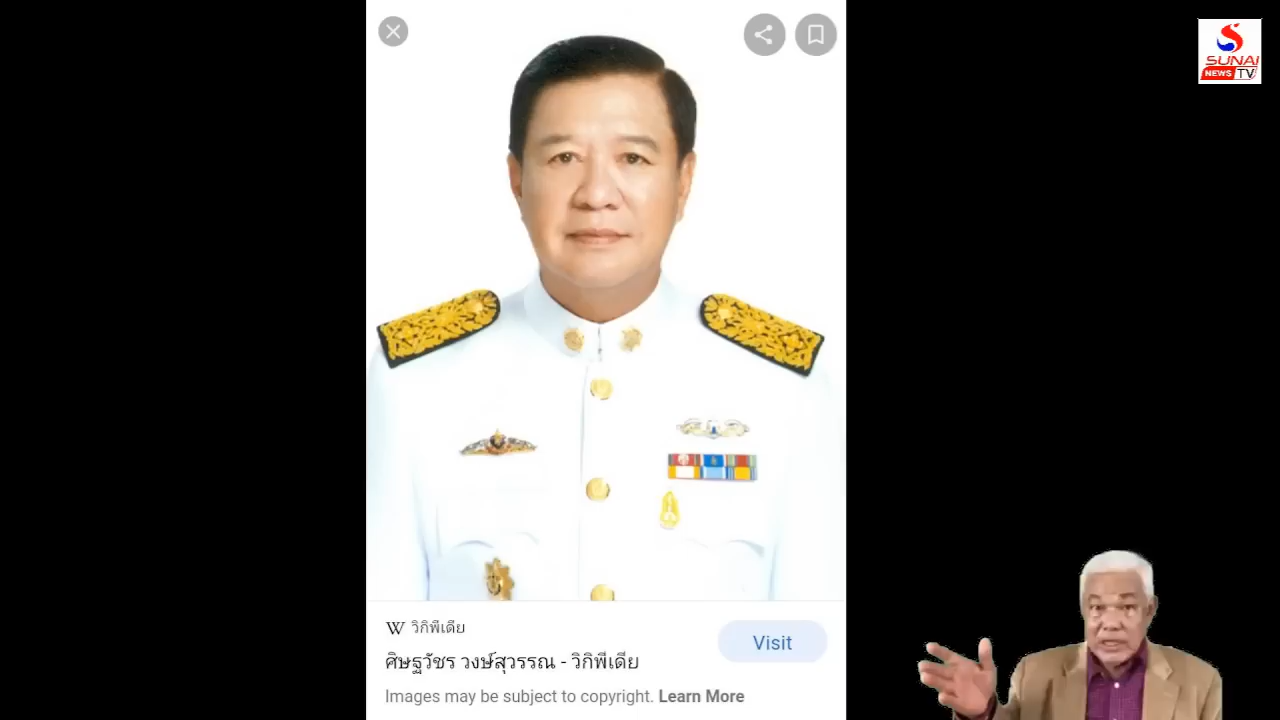 SUNAI
NEWS TV
วิกิพีเดีย
Visit
ศิษฐวัชร วงษ์สุวรรณ - วิกิพีเดีย
Images may be subject to copyright. Learn More